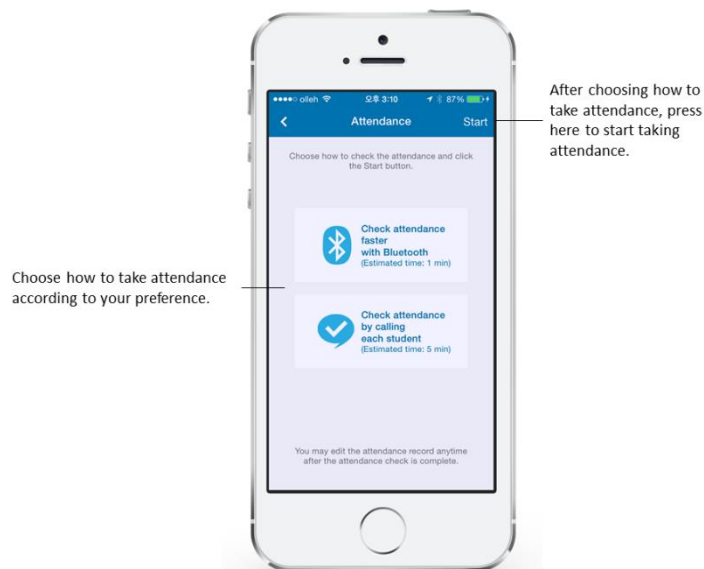 olleh 오후 3:10 87%
Attendance Start
Choose how to check the attendance and click
the Start button.
Check attendance
faster
with Bluetooth
(Estimated time: 1 min)
Check attendance
by calling
each student
(Estimated time: 5 min)
You may edit the attendance record anytime
after the attendance check is complete.
After choosing how to
take attendance, press
here to start taking
attendance.
Choose how to take attendance
according to your preference.